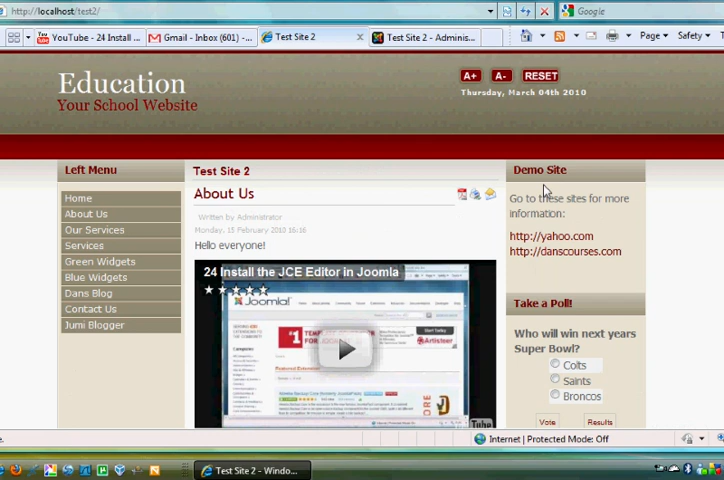 http://localhost/test2/
Google
YouTube - 24 Install ...
Gmail - Inbox (601) - ...
Test Site 2
Test Site 2 - Adminis...
Page
Safety
Education
Your School Website
A+
A-
RESET
Thursday, March 04th 2010
Left Menu
Home
About Us
Our Services
Services
Green Widgets
Blue Widgets
Dans Blog
Contact Us
Jumi Blogger
Test Site 2
About Us
Written by Administrator
Monday, 15 February 2010 16:16
Hello everyone!
24 Install the JCE Editor in Joomla
Joomla!
Demo Site
Go to these sites for more
information:
http://yahoo.com
http://danscourses.com
Take a Poll!
Who will win next years
Super Bowl?
Colts
Saints
Broncos
Vote
Results
Internet | Protected Mode: Off
Test Site 2 - Windo...